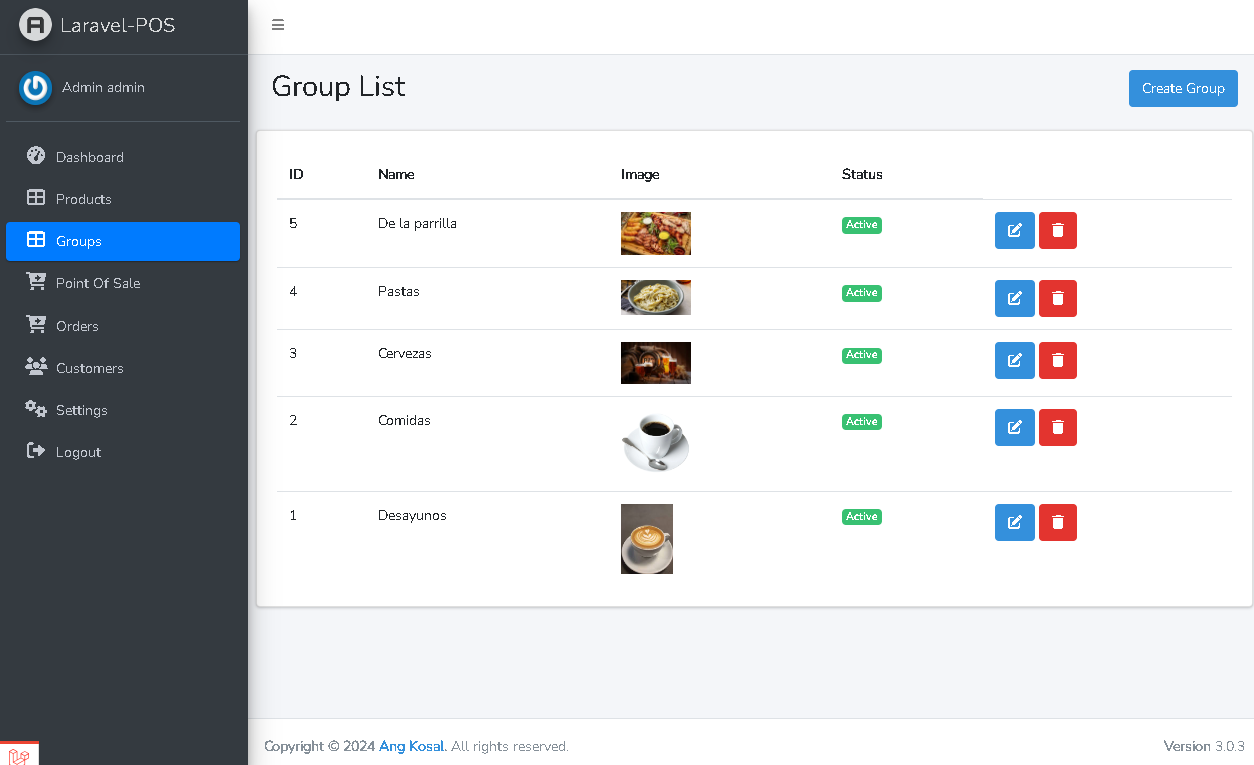 Laravel-POS
Admin admin
Dashboard
Products
Groups
Point Of Sale
Orders
Customers
Settings
Logout
Group List
Create Group
ID Name Image Status
5 De la parrilla Active
4 Pastas Active
3 Cervezas Active
2 Comidas Active
1 Desayunos Active
Copyright © 2024 Ang Kosal. All rights reserved.
Version 3.0.3